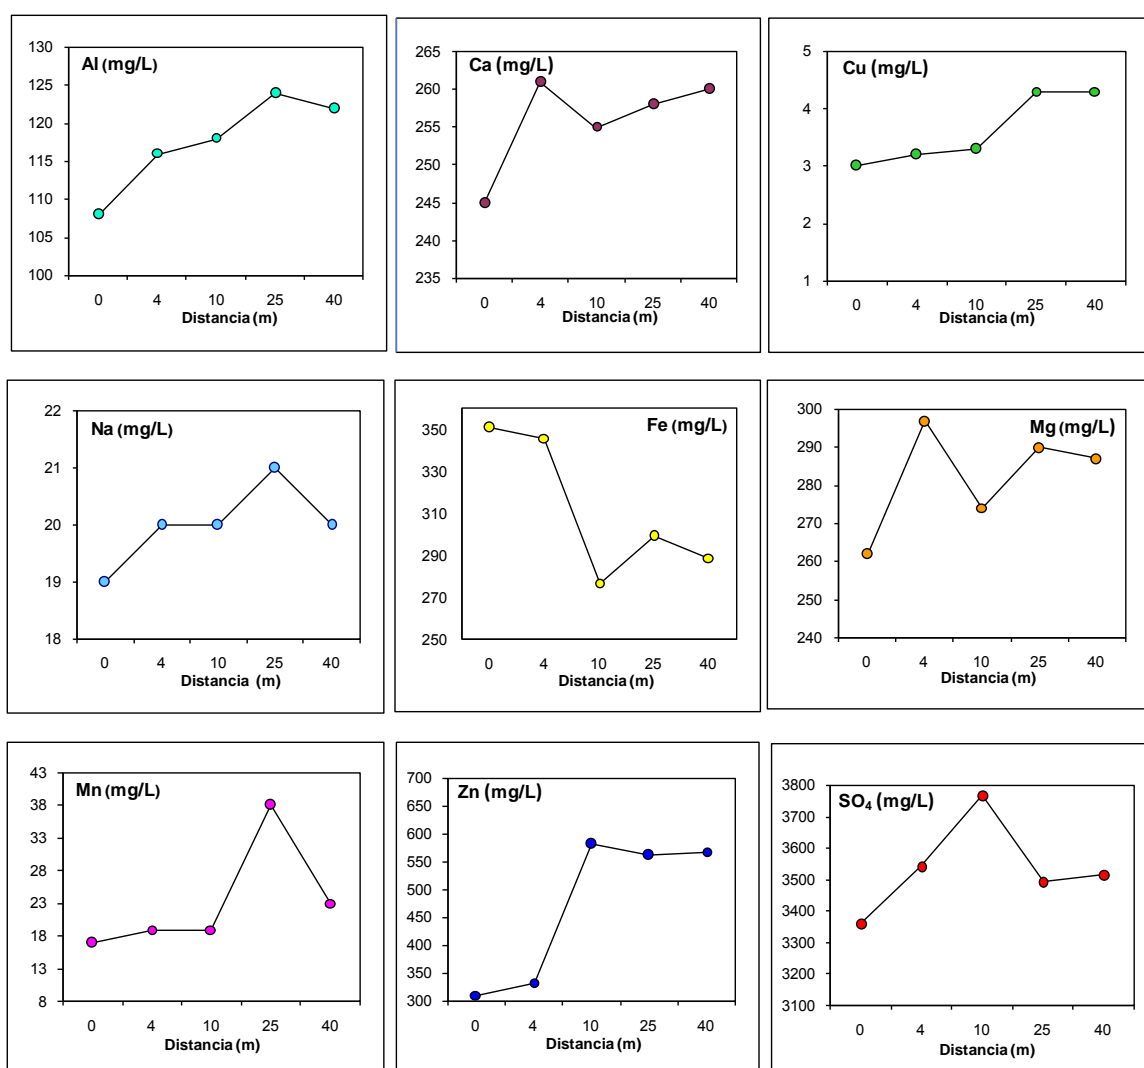 Al (mg/L)
130
125
120
115
110
105
100
0 4 10 25 40
Distancia (m)
Ca (mg/L)
265
260
255
250
245
240
235
0 4 10 25 40
Distancia (m)
Cu (mg/L)
5
4
3
2
1
0 4 10 25 40
Distancia (m)
Na (mg/L)
22
21
20
19
18
0 4 10 25 40
Distancia (m)
Fe (mg/L)
350
330
310
290
270
250
0 4 10 25 40
Distancia (m)
Mg (mg/L)
300
290
280
270
260
250
240
0 4 10 25 40
Distancia (m)
Mn (mg/L)
43
38
33
28
23
18
13
8
0 4 10 25 40
Distancia (m)
Zn (mg/L)
700
650
600
550
500
450
400
350
300
0 4 10 25 40
Distancia (m)
SO₄ (mg/L)
3800
3700
3600
3500
3400
3300
3200
3100
0 4 10 25 40
Distancia (m)